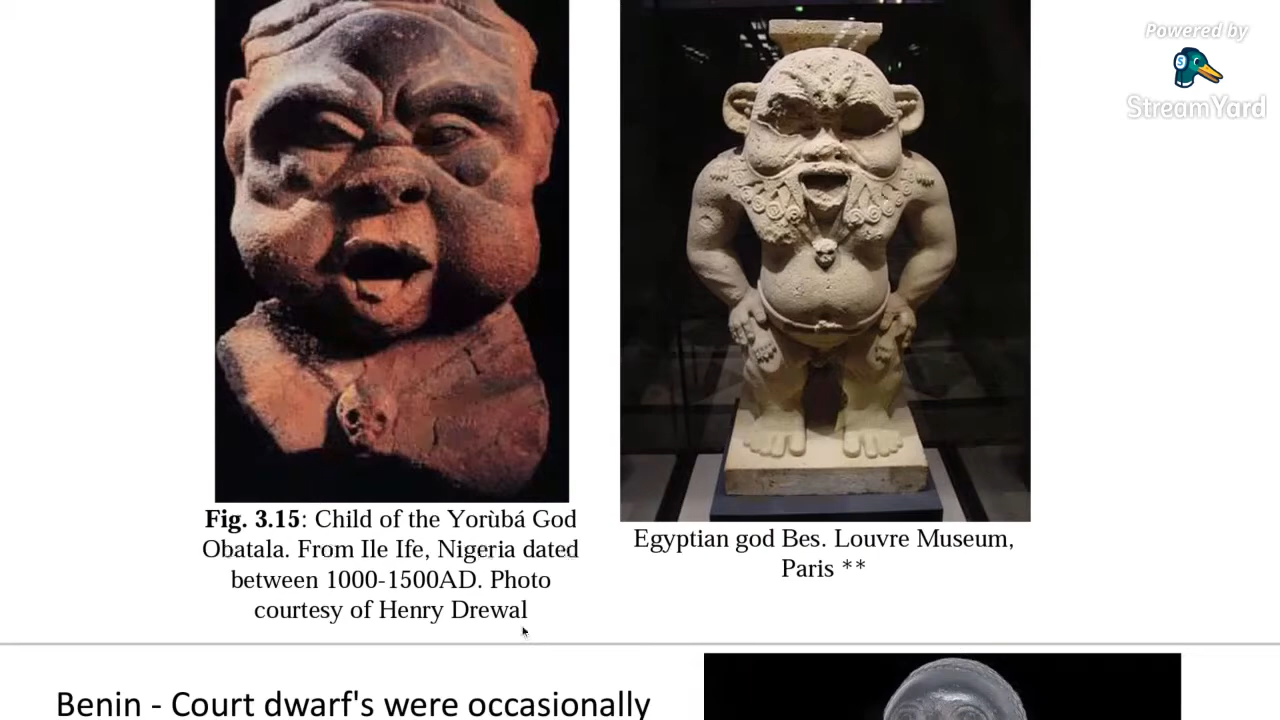 Powered by
StreamYard
Fig. 3.15: Child of the Yorùbá God
Obatala. From Ile Ife, Nigeria dated
between 1000-1500AD. Photo
courtesy of Henry Drewal
Egyptian god Bes. Louvre Museum,
Paris **
Benin - Court dwarf's were occasionally